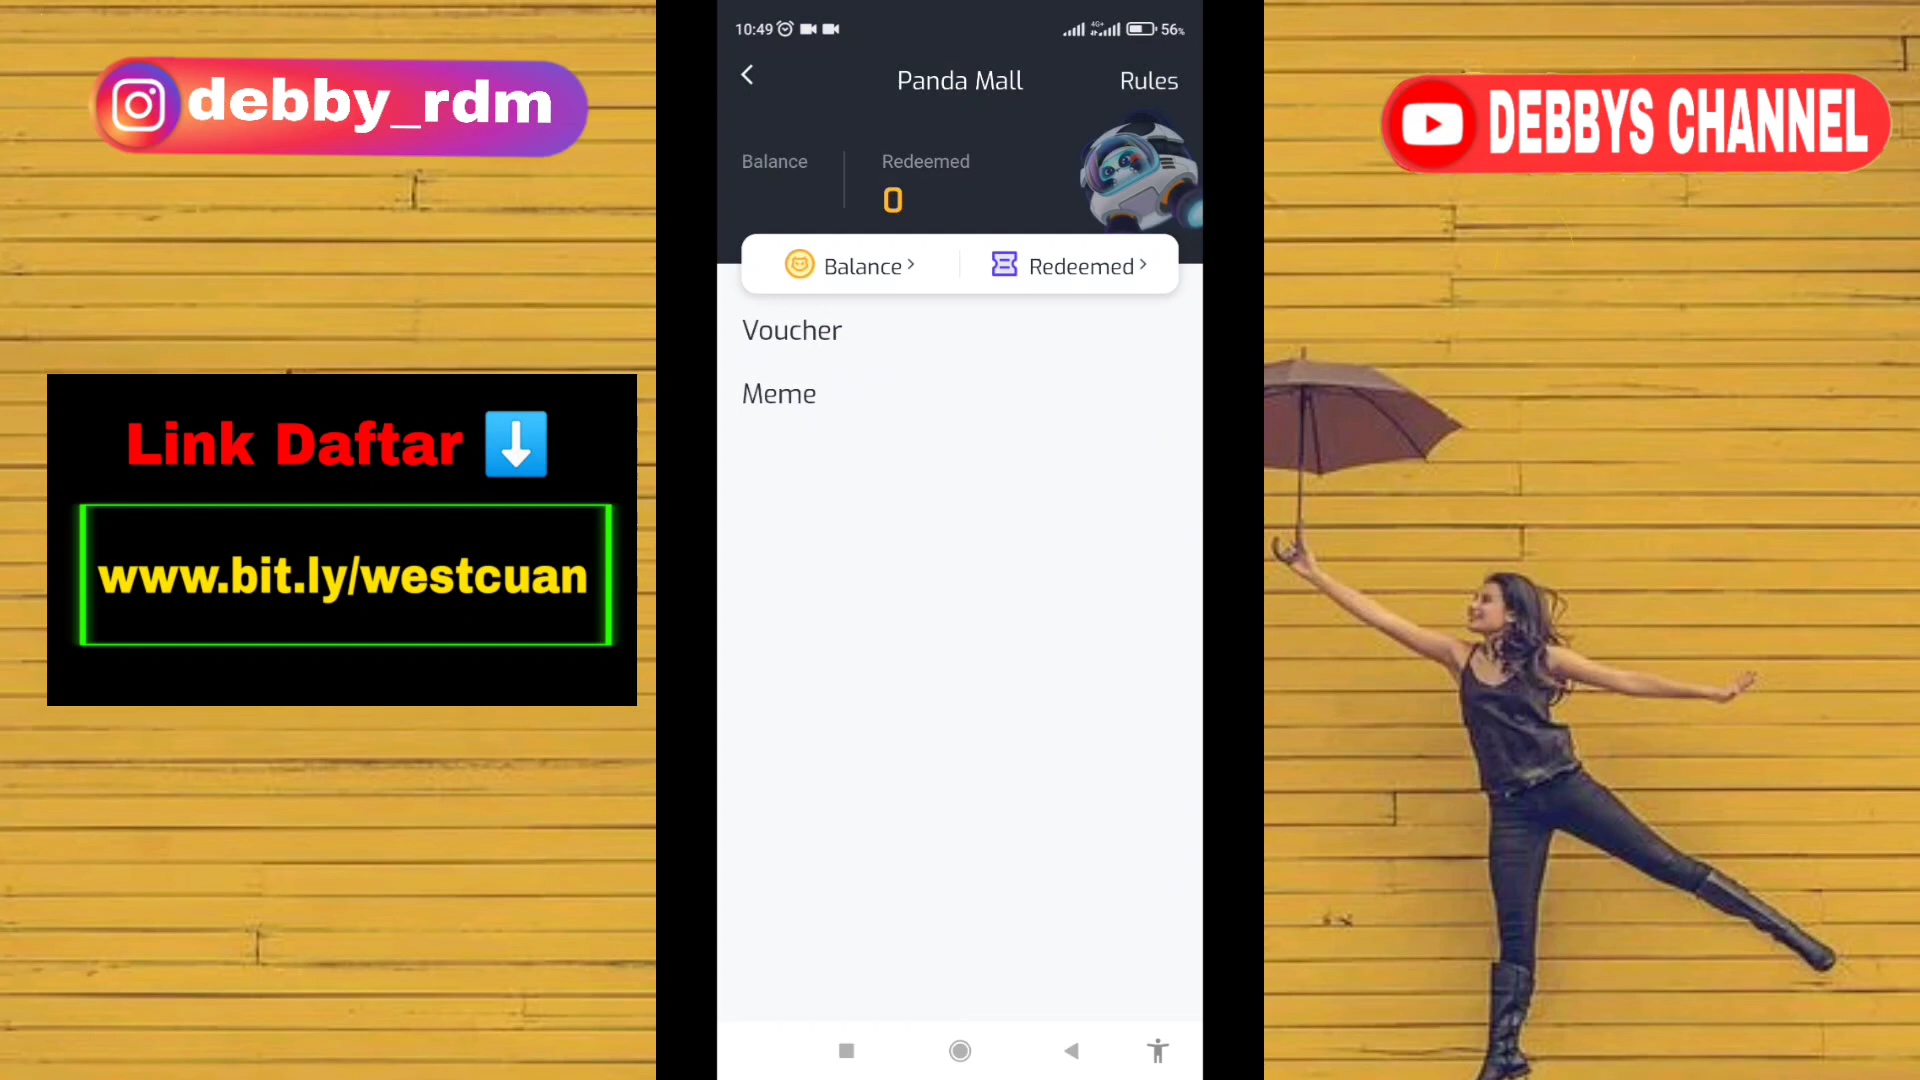 debby_rdm
DEBBYS CHANNEL
Link Daftar
www.bit.ly/westcuan
10:49
4G+
56%
Panda Mall
Rules
Balance
Redeemed
0
Balance
Redeemed
Voucher
Meme